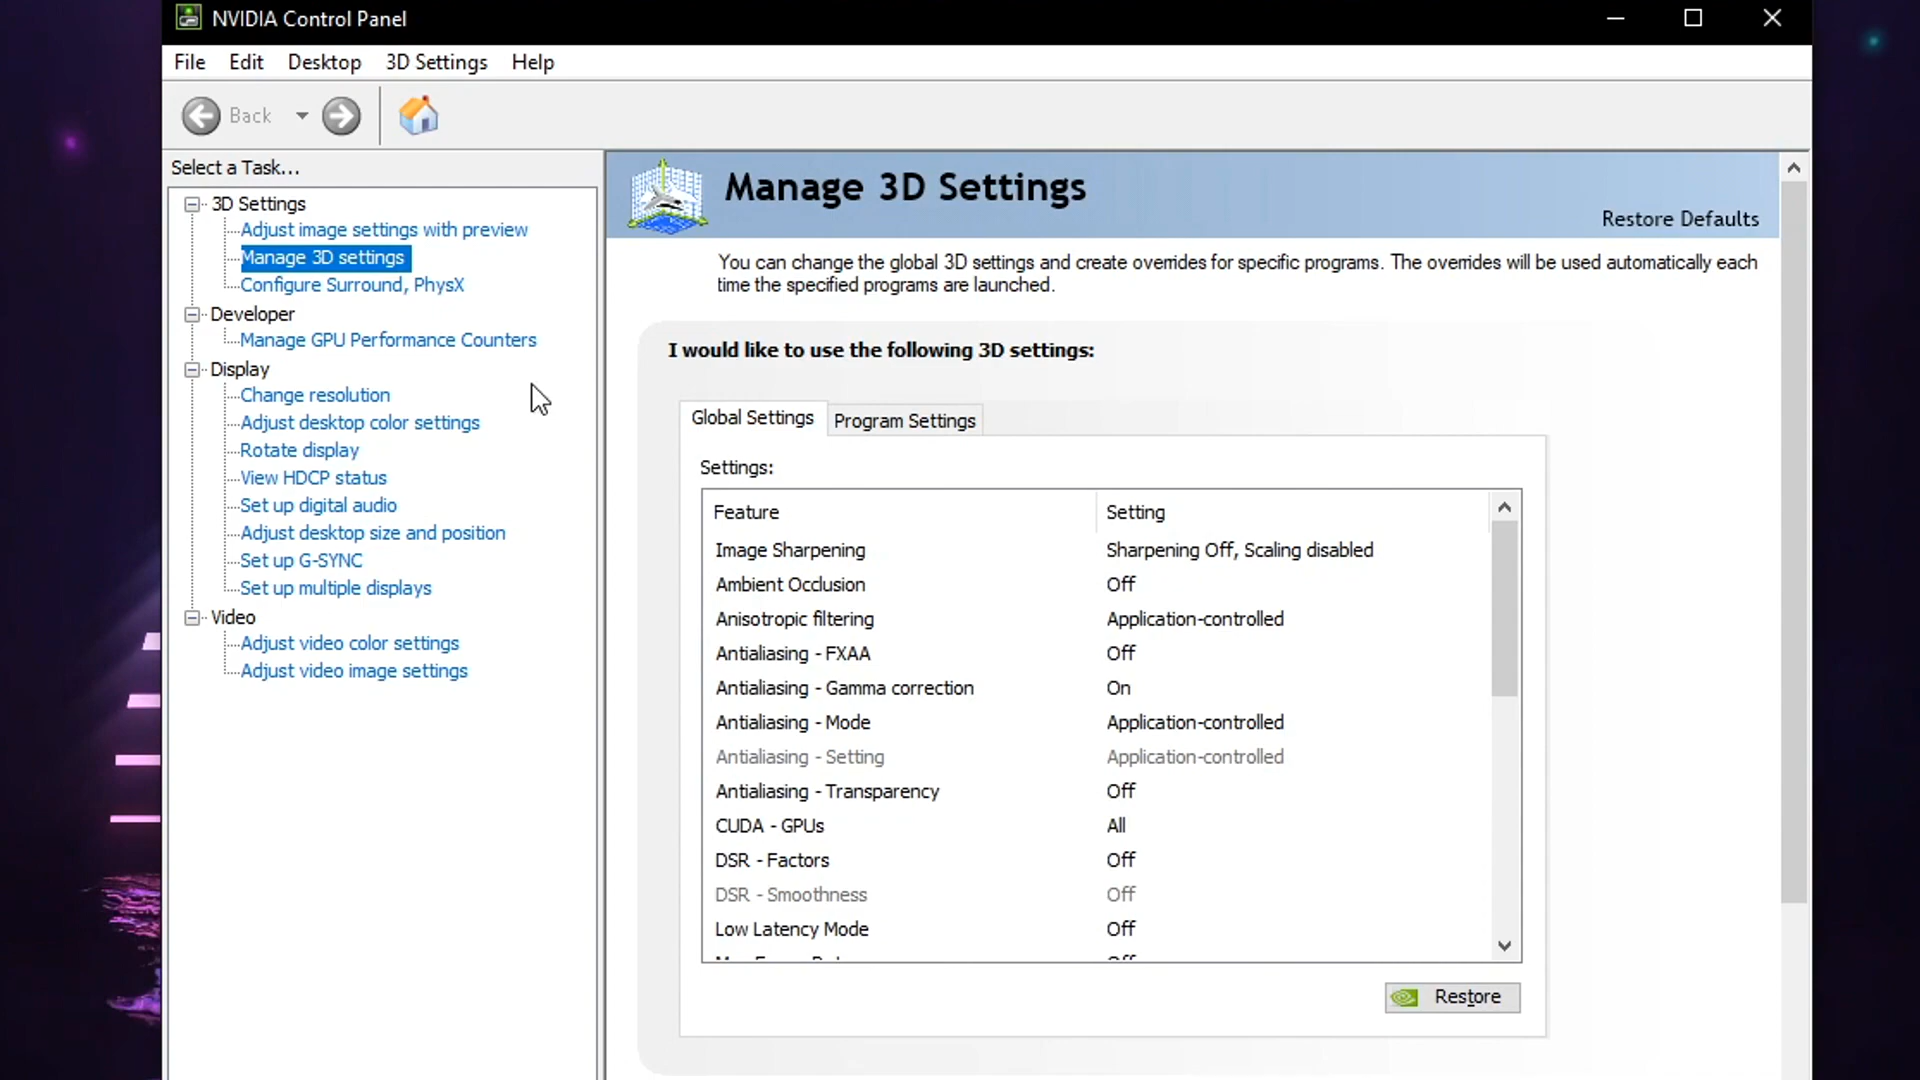 NVIDIA Control Panel
File Edit Desktop 3D Settings Help
Back
Select a Task...
3D Settings
Adjust image settings with preview
Manage 3D settings
Configure Surround, PhysX
Developer
Manage GPU Performance Counters
Display
Change resolution
Adjust desktop color settings
Rotate display
View HDCP status
Set up digital audio
Adjust desktop size and position
Set up G-SYNC
Set up multiple displays
Video
Adjust video color settings
Adjust video image settings
Manage 3D Settings
Restore Defaults
You can change the global 3D settings and create overrides for specific programs. The overrides will be used automatically each
time the specified programs are launched.
I would like to use the following 3D settings:
Global Settings Program Settings
Settings:
Feature Setting
Image Sharpening Sharpening Off, Scaling disabled
Ambient Occlusion Off
Anisotropic filtering Application-controlled
Antialiasing - FXAA Off
Antialiasing - Gamma correction On
Antialiasing - Mode Application-controlled
Antialiasing - Setting Application-controlled
Antialiasing - Transparency Off
CUDA - GPUs All
DSR - Factors Off
DSR - Smoothness Off
Low Latency Mode Off
Restore